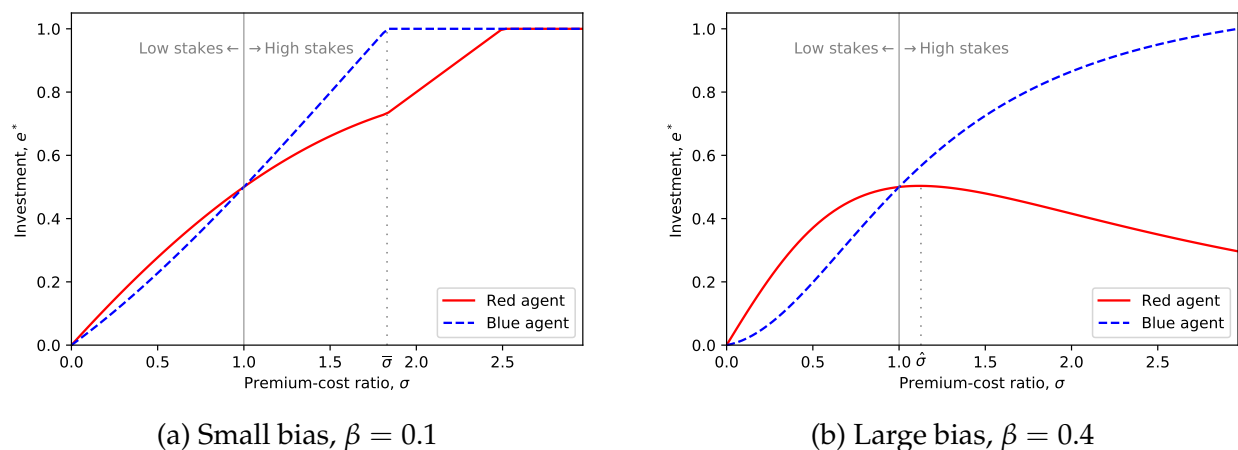 Low stakes ← → High stakes
Investment, e*
1.0
0.8
0.6
0.4
0.2
0.0
0.0 0.5 1.0 1.5 σ̅ 2.0 2.5
Premium-cost ratio, σ
Red agent
Blue agent
(a) Small bias, β = 0.1
Low stakes ← → High stakes
Investment, e*
1.0
0.8
0.6
0.4
0.2
0.0
0.0 0.5 1.0 σ̂ 1.5 2.0 2.5
Premium-cost ratio, σ
Red agent
Blue agent
(b) Large bias, β = 0.4